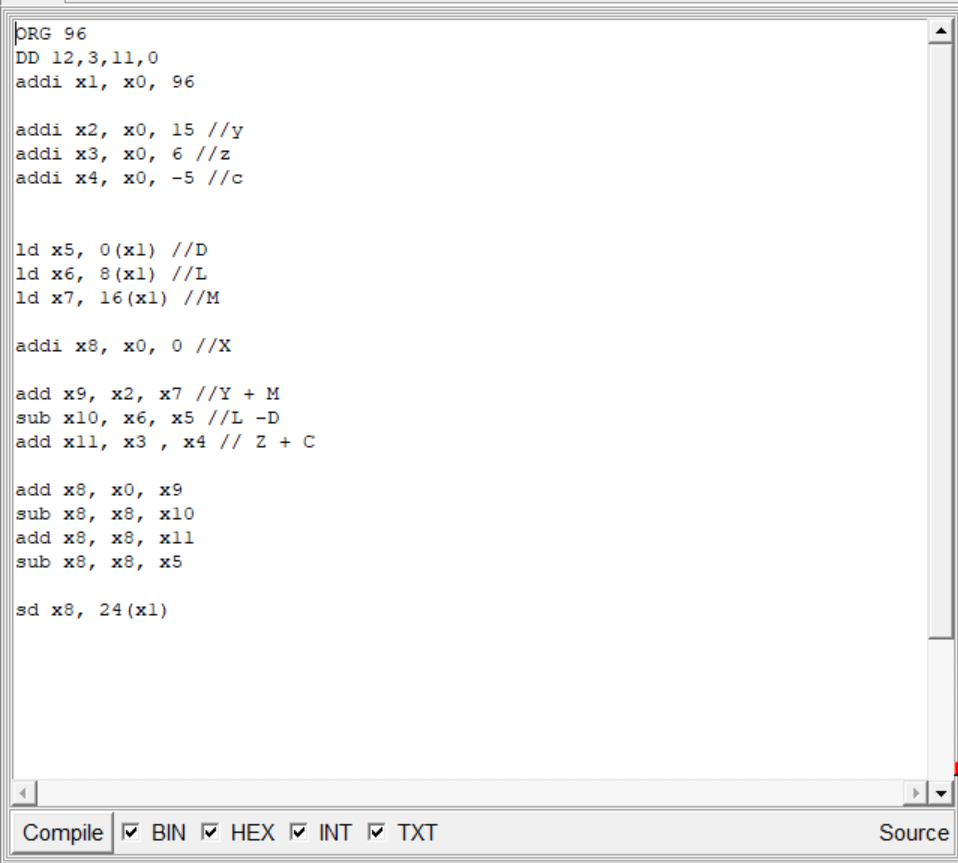 ORG 96
DD 12,3,11,0
addi x1, x0, 96
addi x2, x0, 15 //y
addi x3, x0, 6 //z
addi x4, x0, -5 //c
ld x5, 0(x1) //D
ld x6, 8(x1) //L
ld x7, 16(x1) //M
addi x8, x0, 0 //X
add x9, x2, x7 //Y + M
sub x10, x6, x5 //L -D
add x11, x3 , x4 // Z + C
add x8, x0, x9
sub x8, x8, x10
add x8, x8, x11
sub x8, x8, x5
sd x8, 24(x1)
Compile BIN HEX INT TXT Source